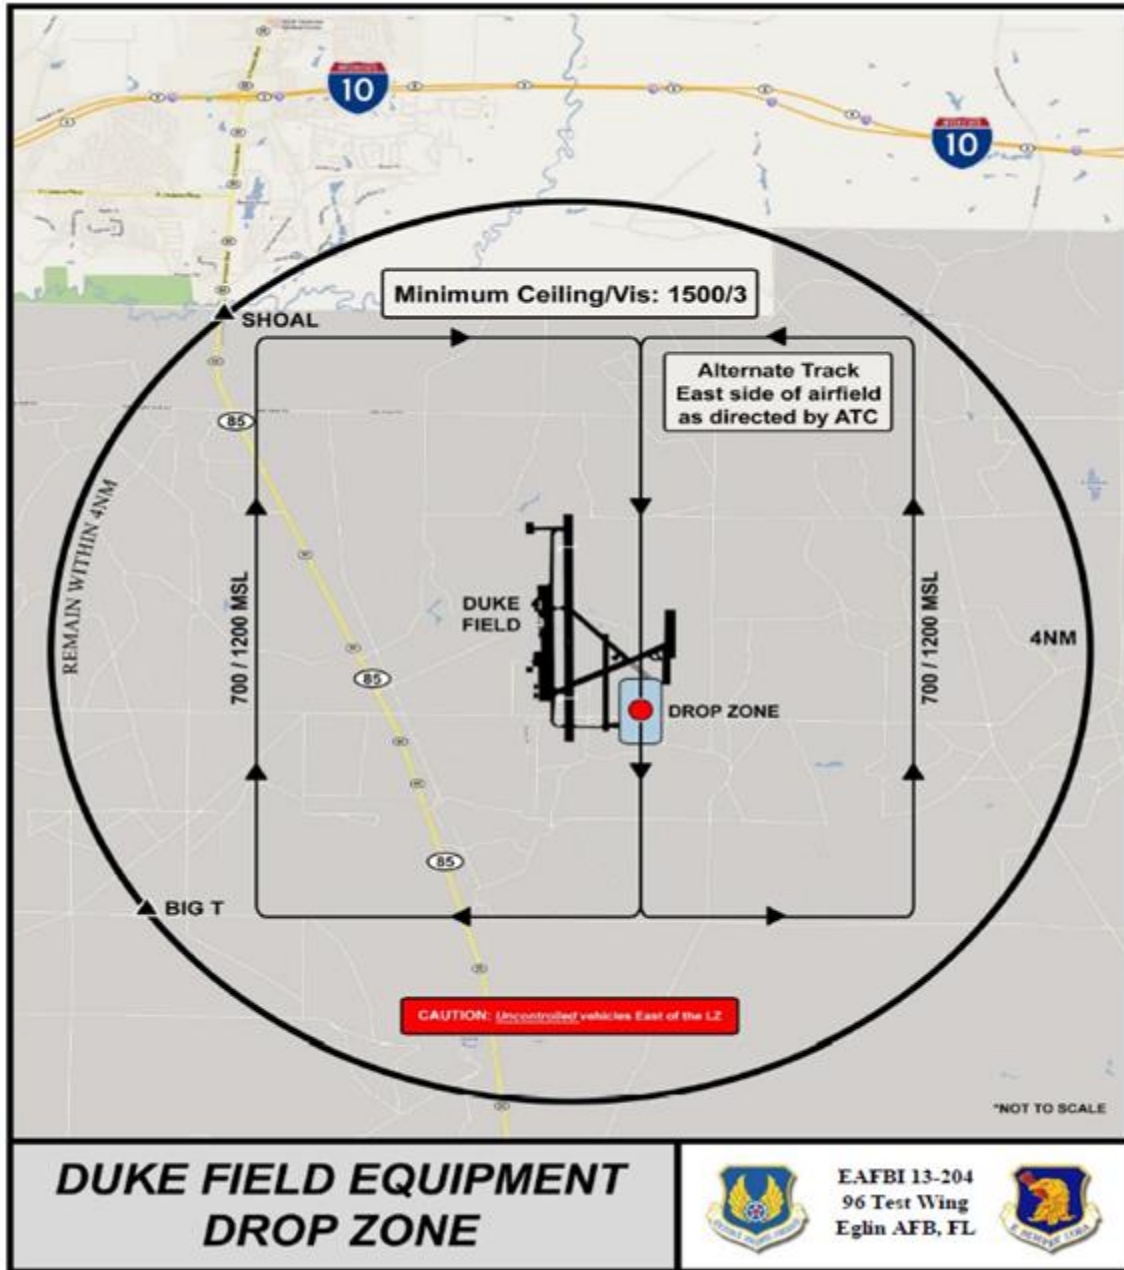 10
10
Minimum Ceiling/Vis: 1500/3
SHOAL
Alternate Track
East side of airfield
as directed by ATC
85
REMAIN WITHIN 4NM
700 / 1200 MSL
DUKE
FIELD
700 / 1200 MSL
4NM
85
DROP ZONE
85
BIG T
CAUTION: Uncontrolled vehicles East of the LZ
*NOT TO SCALE
DUKE FIELD EQUIPMENT
DROP ZONE
EAFBI 13-204
96 Test Wing
Eglin AFB, FL